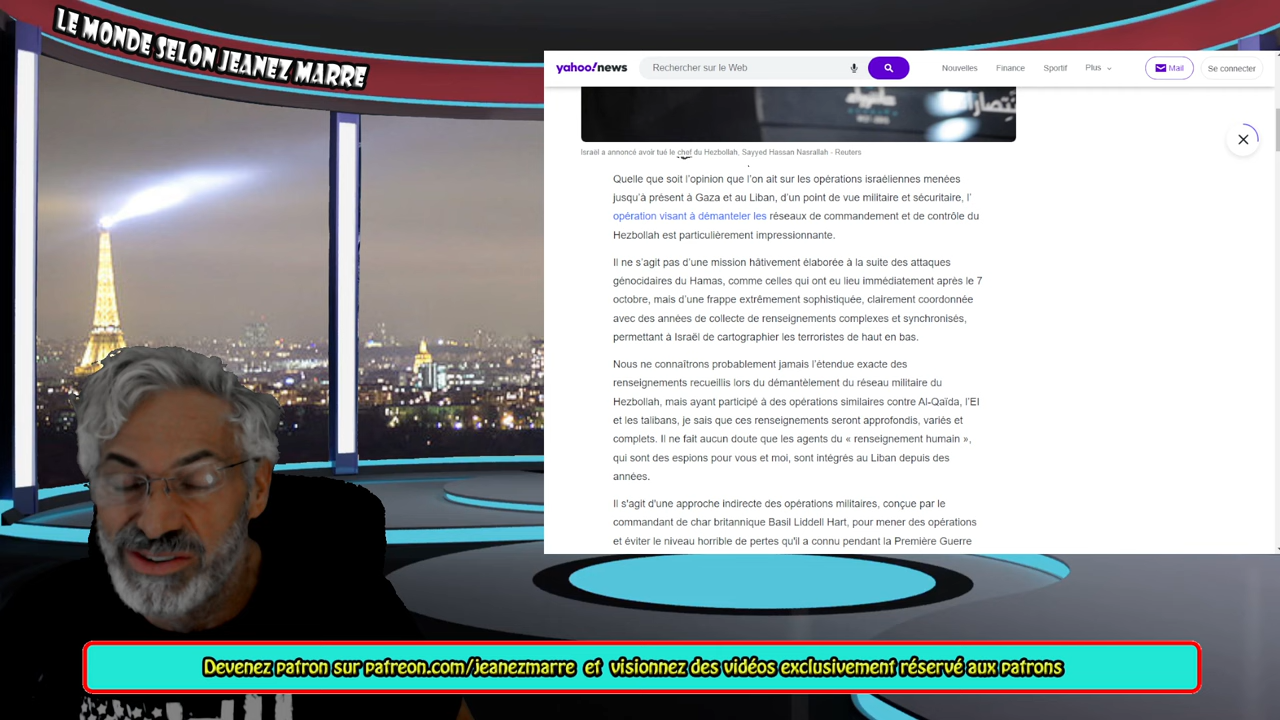 LE MONDE SELON JEANEZ MARRE
yahoo!news
Rechercher sur le Web
Nouvelles
Finance
Sportif
Plus
Mail
Se connecter
Israël a annoncé avoir tué le chef du Hezbollah, Sayyed Hassan Nasrallah - Reuters
Quelle que soit l'opinion que l'on ait sur les opérations israéliennes menées
jusqu'à présent à Gaza et au Liban, d'un point de vue militaire et sécuritaire, l'
opération visant à démanteler les réseaux de commandement et de contrôle du
Hezbollah est particulièrement impressionnante.
Il ne s'agit pas d'une mission hâtivement élaborée à la suite des attaques
génocidaires du Hamas, comme celles qui ont eu lieu immédiatement après le 7
octobre, mais d'une frappe extrêmement sophistiquée, clairement coordonnée
avec des années de collecte de renseignements complexes et synchronisés,
permettant à Israël de cartographier les terroristes de haut en bas.
Nous ne connaîtrons probablement jamais l'étendue exacte des
renseignements recueillis lors du démantèlement du réseau militaire du
Hezbollah, mais ayant participé à des opérations similaires contre Al-Qaïda, l'EI
et les talibans, je sais que ces renseignements seront approfondis, variés et
complets. Il ne fait aucun doute que les agents du « renseignement humain »,
qui sont des espions pour vous et moi, sont intégrés au Liban depuis des
années.
Il s'agit d'une approche indirecte des opérations militaires, conçue par le
commandant de char britannique Basil Liddell Hart, pour mener des opérations
et éviter le niveau horrible de pertes qu'il a connu pendant la Première Guerre
Devenez patron sur patreon.com/jeanezmarre et visionnez des vidéos exclusivement réservé aux patrons